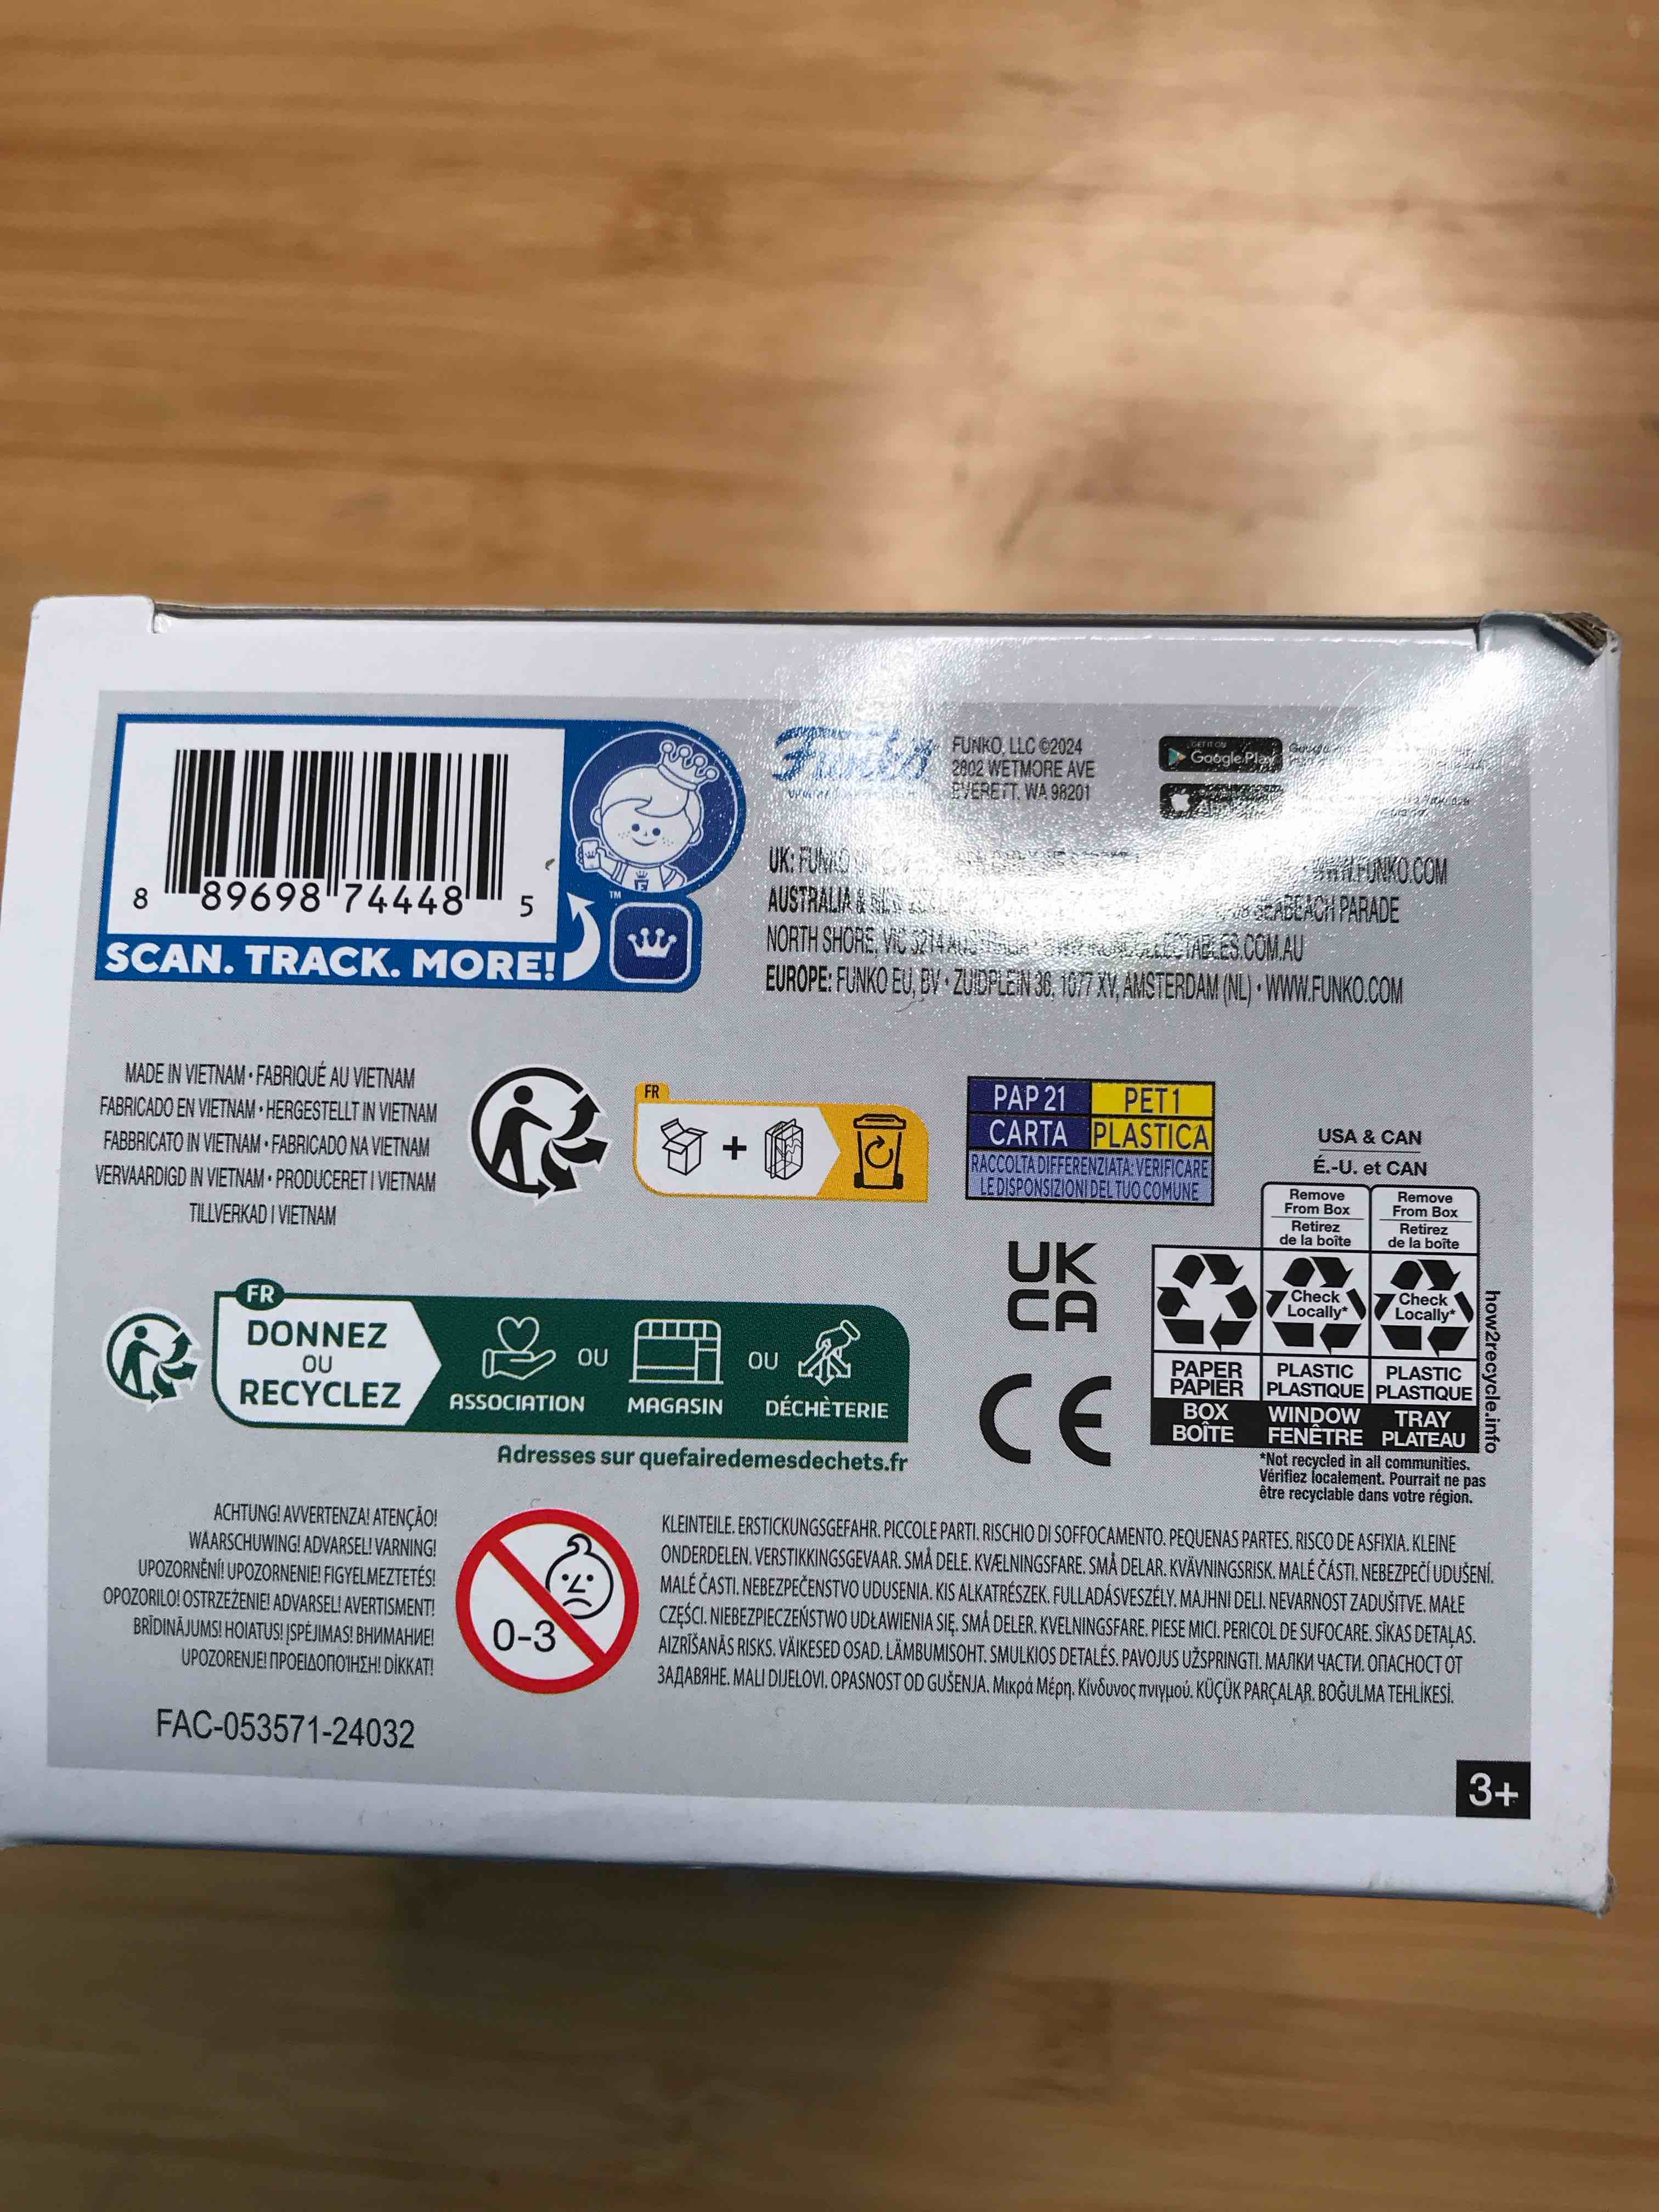 8 89698 74448 5
SCAN. TRACK. MORE!
™
Funko
FUNKO, LLC ©2024
2802 WETMORE AVE
EVERETT, WA 98201
GET IT ON
Google Play
UK: FUNKO WWW.FUNKO.COM
AUSTRALIA & SEABEACH PARADE
NORTH SHORE, VIC 3214
EUROPE: FUNKO EU, BV • ZUIDPLEIN 36, 1077 XV, AMSTERDAM (NL) • WWW.FUNKO.COM
MADE IN VIETNAM • FABRIQUÉ AU VIETNAM
FABRICADO EN VIETNAM • HERGESTELLT IN VIETNAM
FABBRICATO IN VIETNAM • FABRICADO NA VIETNAM
VERVAARDIGD IN VIETNAM • PRODUCERET I VIETNAM
TILLVERKAD I VIETNAM
FR
+
PAP 21 PET1
CARTA PLASTICA
RACCOLTA DIFFERENZIATA: VERIFICARE
LE DISPOSIZIONI DEL TUO COMUNE
USA & CAN
É.-U. et CAN
Remove From Box
Retirez de la boîte
Remove From Box
Retirez de la boîte
Check Locally*
Check Locally*
PAPER PAPIER
PLASTIC PLASTIQUE
PLASTIC PLASTIQUE
BOX BOÎTE
WINDOW FENÊTRE
TRAY PLATEAU
how2recycle.info
*Not recycled in all communities.
Vérifiez localement. Pourrait ne pas
être recyclable dans votre région.
UK
CA
CE
FR
DONNEZ
OU
RECYCLEZ
ASSOCIATION OU MAGASIN OU DÉCHÈTERIE
Adresses sur quefairedemesdechets.fr
ACHTUNG! AVVERTENZA! ATENÇÃO!
WAARSCHUWING! ADVARSEL! VARNING!
UPOZORNĚNÍ! UPOZORNENIE! FIGYELMEZTETÉS!
OPOZORILO! OSTRZEŻENIE! ADVARSEL! AVERTISMENT!
BRĪDINĀJUMS! HOIATUS! ĮSPĖJIMAS! ВНИМАНИЕ!
UPOZORENJE! ΠΡΟΕΙΔΟΠΟΊΗΣΗ! DİKKAT!
0-3
KLEINTEILE. ERSTICKUNGSGEFAHR. PICCOLE PARTI. RISCHIO DI SOFFOCAMENTO. PEQUENAS PARTES. RISCO DE ASFIXIA. KLEINE
ONDERDELEN. VERSTIKKINGSGEVAAR. SMÅ DELE. KVÆLNINGSFARE. SMÅ DELAR. KVÄVNINGSRISK. MALÉ ČÁSTI. NEBEZPEČÍ UDUŠENÍ.
MALÉ ČASTI. NEBEZPEČENSTVO UDUSENIA. KIS ALKATRÉSZEK. FULLADÁSVESZÉLY. MAJHNI DELI. NEVARNOST ZADUŠITVE. MAŁE
CZĘŚCI. NIEBEZPIECZEŃSTWO UDŁAWIENIA SIĘ. SMÅ DELER. KVELNINGSFARE. PIESE MICI. PERICOL DE SUFOCARE. SĪKAS DETAĻAS.
AIZRĪŠANĀS RISKS. VÄIKESED OSAD. LÄMBUMISOHT. SMULKIOS DETALĖS. PAVOJUS UŽSPRINGTI. МАЛКИ ЧАСТИ. ОПАСНОСТ ОТ
ЗАДАВЯНЕ. MALI DIJELOVI. OPASNOST OD GUŠENJA. Μικρά Μέρη. Κίνδυνος πνιγμού. KÜÇÜK PARÇALAR. BOĞULMA TEHLİKESİ.
FAC-053571-24032
3+